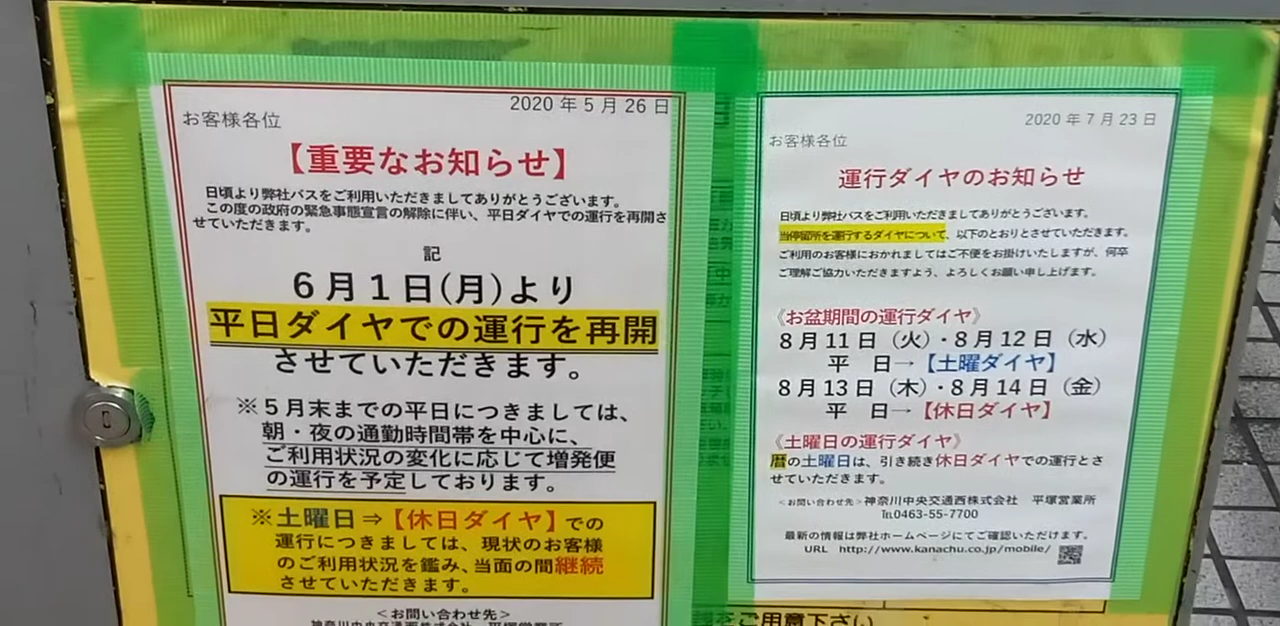 2020年5月26日
お客様各位
【重要なお知らせ】
日頃より弊社バスをご利用いただきましてありがとうございます。
この度の政府の緊急事態宣言の解除に伴い、平日ダイヤでの運行を再開さ
せていただきます。
記
6月1日(月)より
平日ダイヤでの運行を再開
させていただきます。
※5月末までの平日につきましては、
朝・夜の通勤時間帯を中心に、
ご利用状況の変化に応じて増発便
の運行を予定しております。
※土曜日⇒【休日ダイヤ】での
運行につきましては、現状のお客様
のご利用状況を鑑み、当面の間継続
させていただきます。
<お問い合わせ先>
神奈川中央交通西株式会社 平塚営業所
2020年7月23日
お客様各位
運行ダイヤのお知らせ
日頃より弊社バスをご利用いただきましてありがとうございます。
当停留所を運行するダイヤについて、以下のとおりとさせていただきます。
ご利用のお客様におかれましてはご不便をお掛けいたしますが、何卒
ご理解ご協力いただきますよう、よろしくお願い申し上げます。
《お盆期間の運行ダイヤ》
8月11日（火）・8月12日（水）
平 日→【土曜ダイヤ】
8月13日（木）・8月14日（金）
平 日→【休日ダイヤ】
《土曜日の運行ダイヤ》
暦の土曜日は、引き続き休日ダイヤでの運行とさ
せていただきます。
<お問い合わせ先>神奈川中央交通西株式会社 平塚営業所
℡0463-55-7700
最新の情報は弊社ホームページにてご確認いただけます。
URL http://www.kanachu.co.jp/mobile/
をご用意下さい